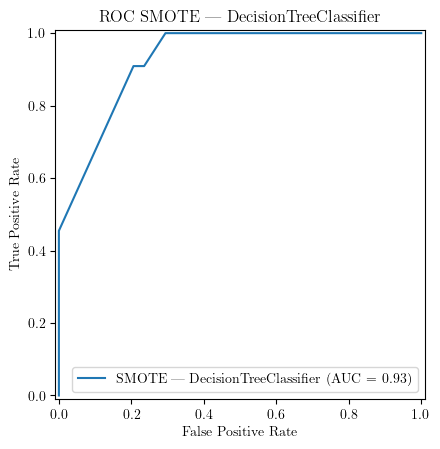 ROC SMOTE — DecisionTreeClassifier
1.0
0.8
0.6
0.4
0.2
0.0
True Positive Rate
SMOTE — DecisionTreeClassifier (AUC = 0.93)
0.0 0.2 0.4 0.6 0.8 1.0
False Positive Rate